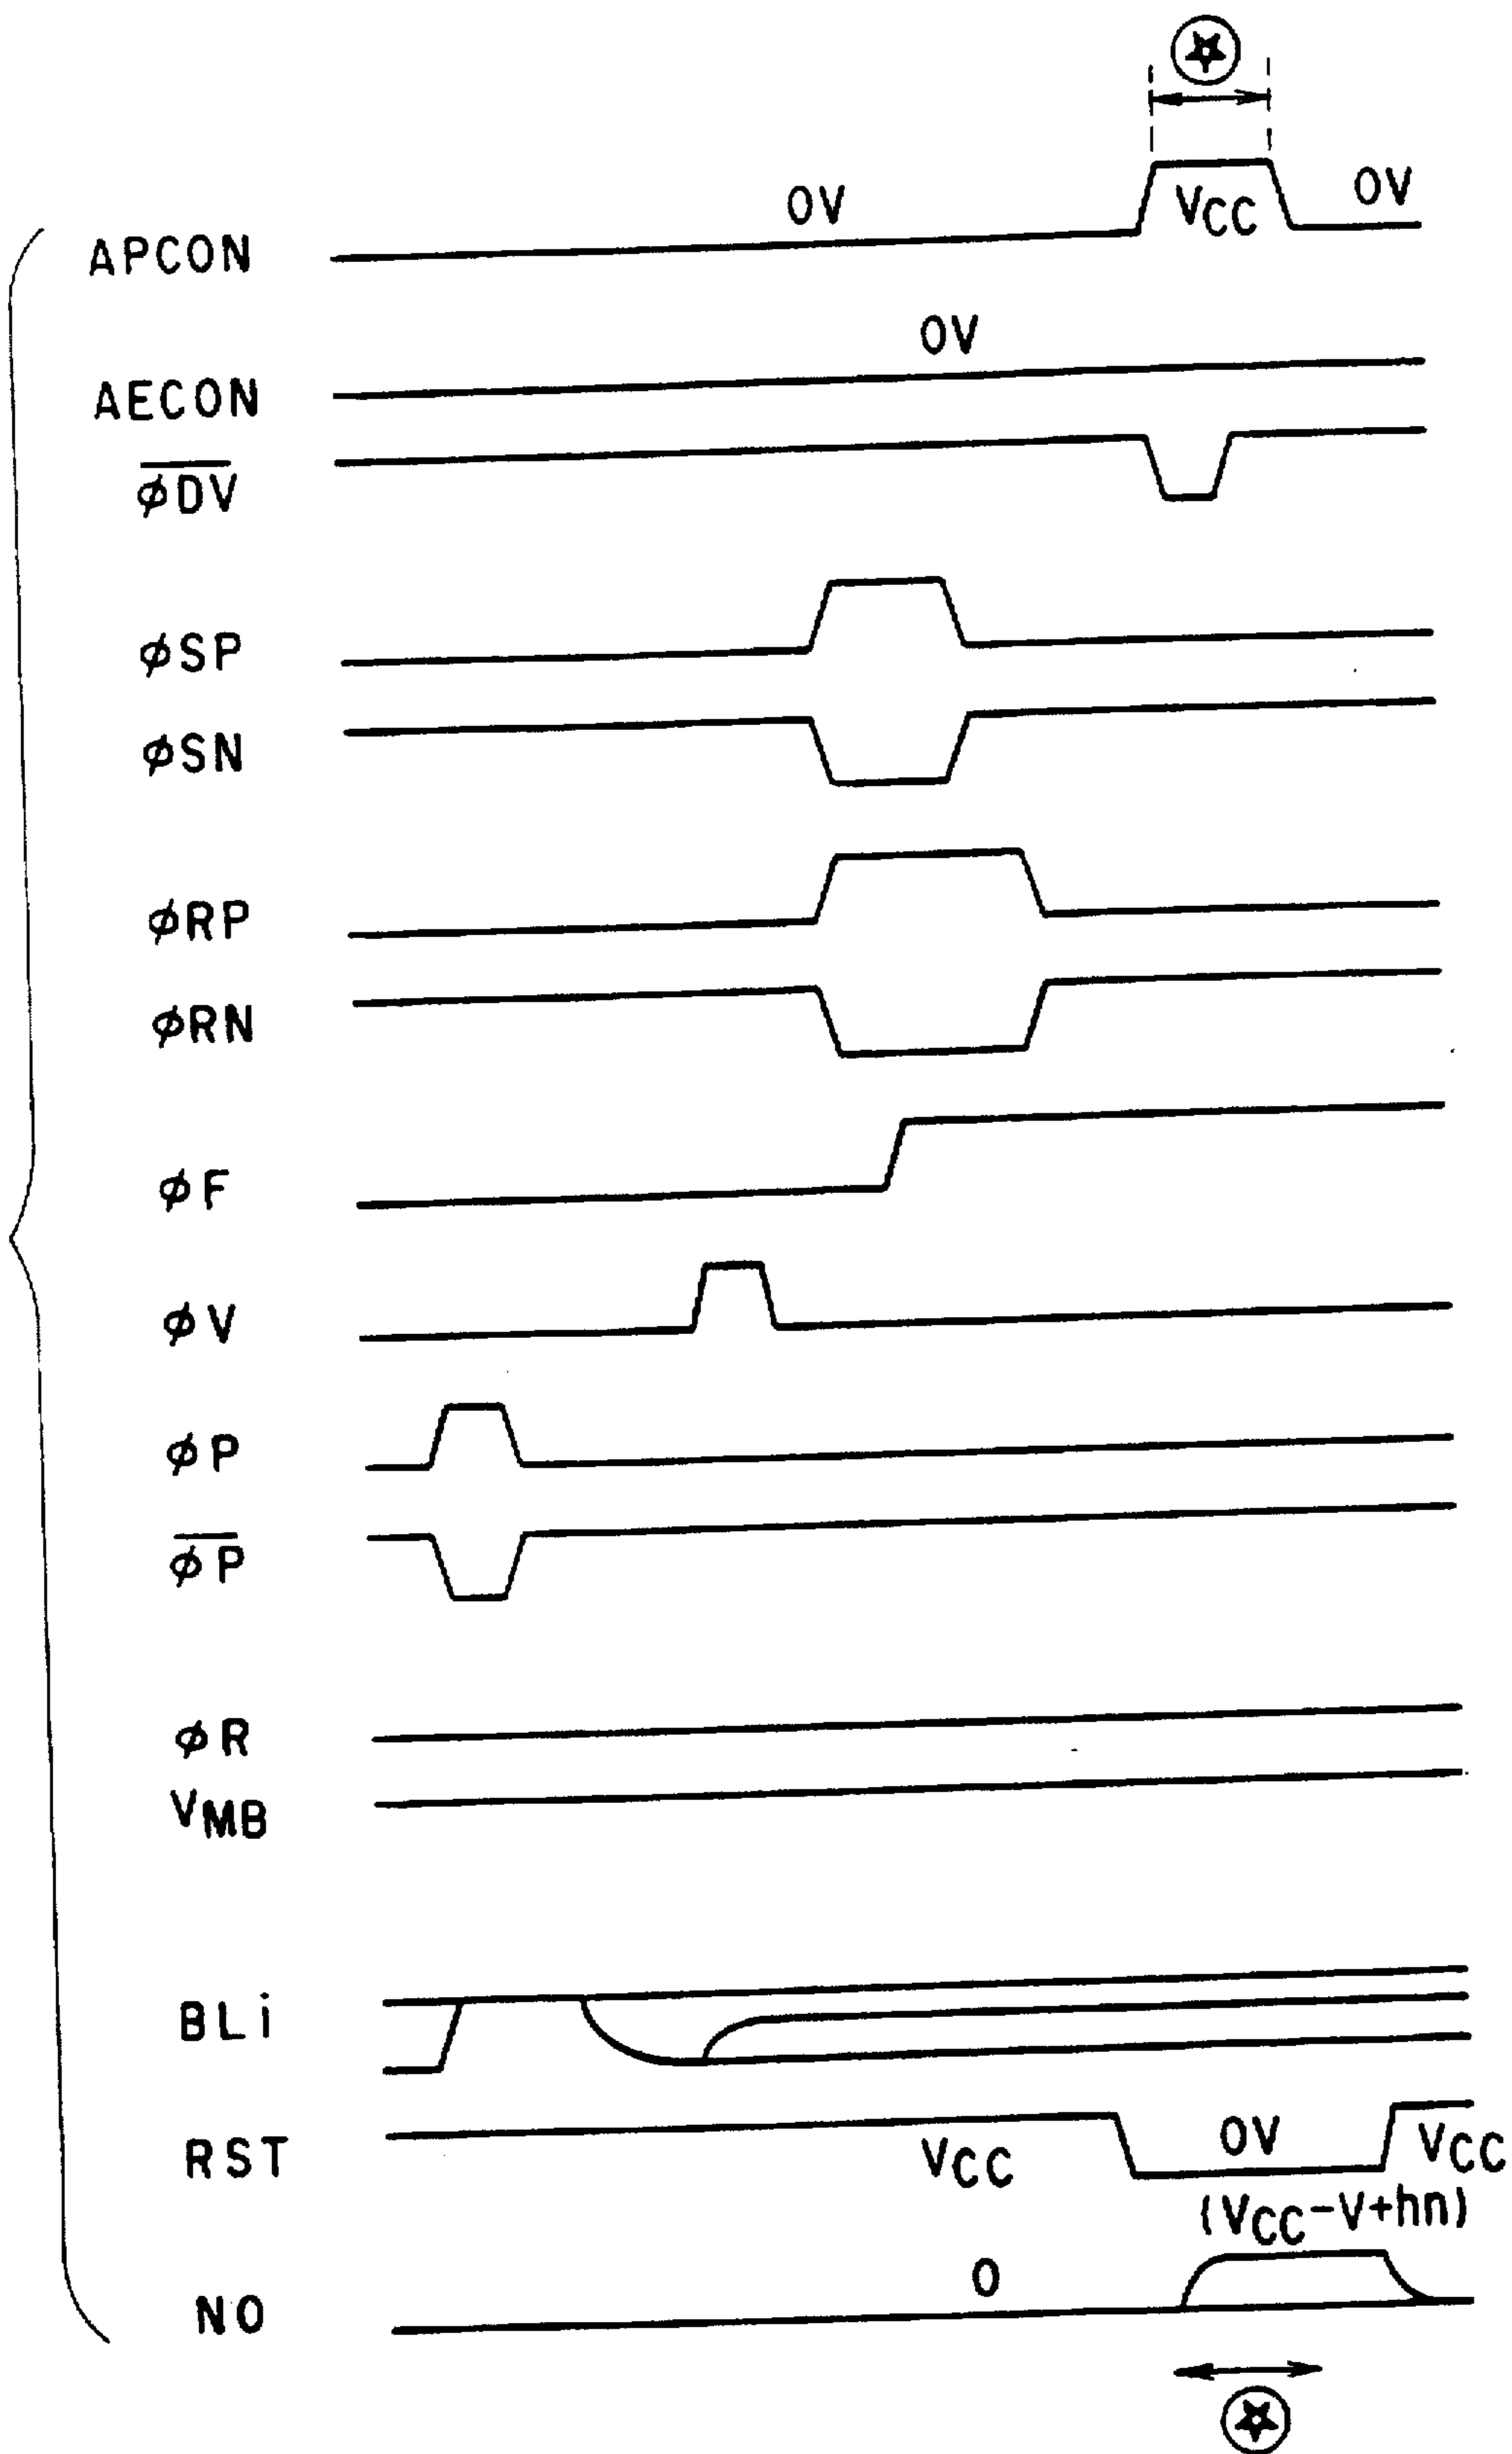 0V
VCC
0V
APCON
0V
AECON
φDV
φSP
φSN
φRP
φRN
φF
φV
φP
φP
φR
VMB
BLi
RST
VCC
0V
VCC
(VCC-V+hn)
NO
0